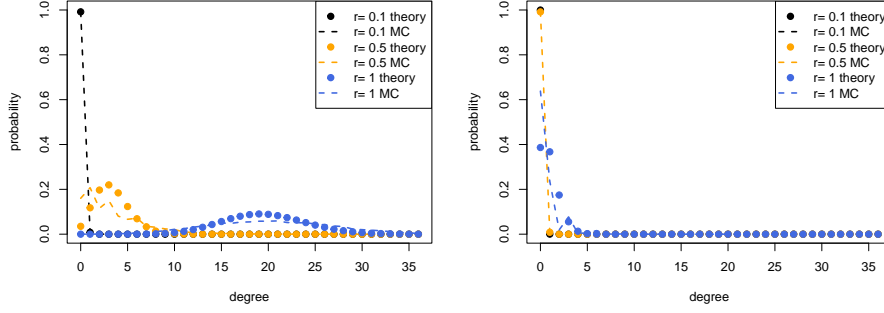 r= 0.1 theory
r= 0.1 MC
r= 0.5 theory
r= 0.5 MC
r= 1 theory
r= 1 MC
probability
1.0
0.8
0.6
0.4
0.2
0.0
0 5 10 15 20 25 30 35
degree
r= 0.1 theory
r= 0.1 MC
r= 0.5 theory
r= 0.5 MC
r= 1 theory
r= 1 MC
probability
1.0
0.8
0.6
0.4
0.2
0.0
0 5 10 15 20 25 30 35
degree